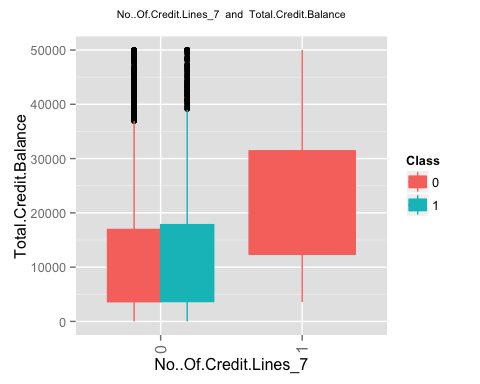 No..Of.Credit.Lines_7 and Total.Credit.Balance
50000
40000
30000
20000
10000
0
Total.Credit.Balance
0
1
No..Of.Credit.Lines_7
Class
0
1